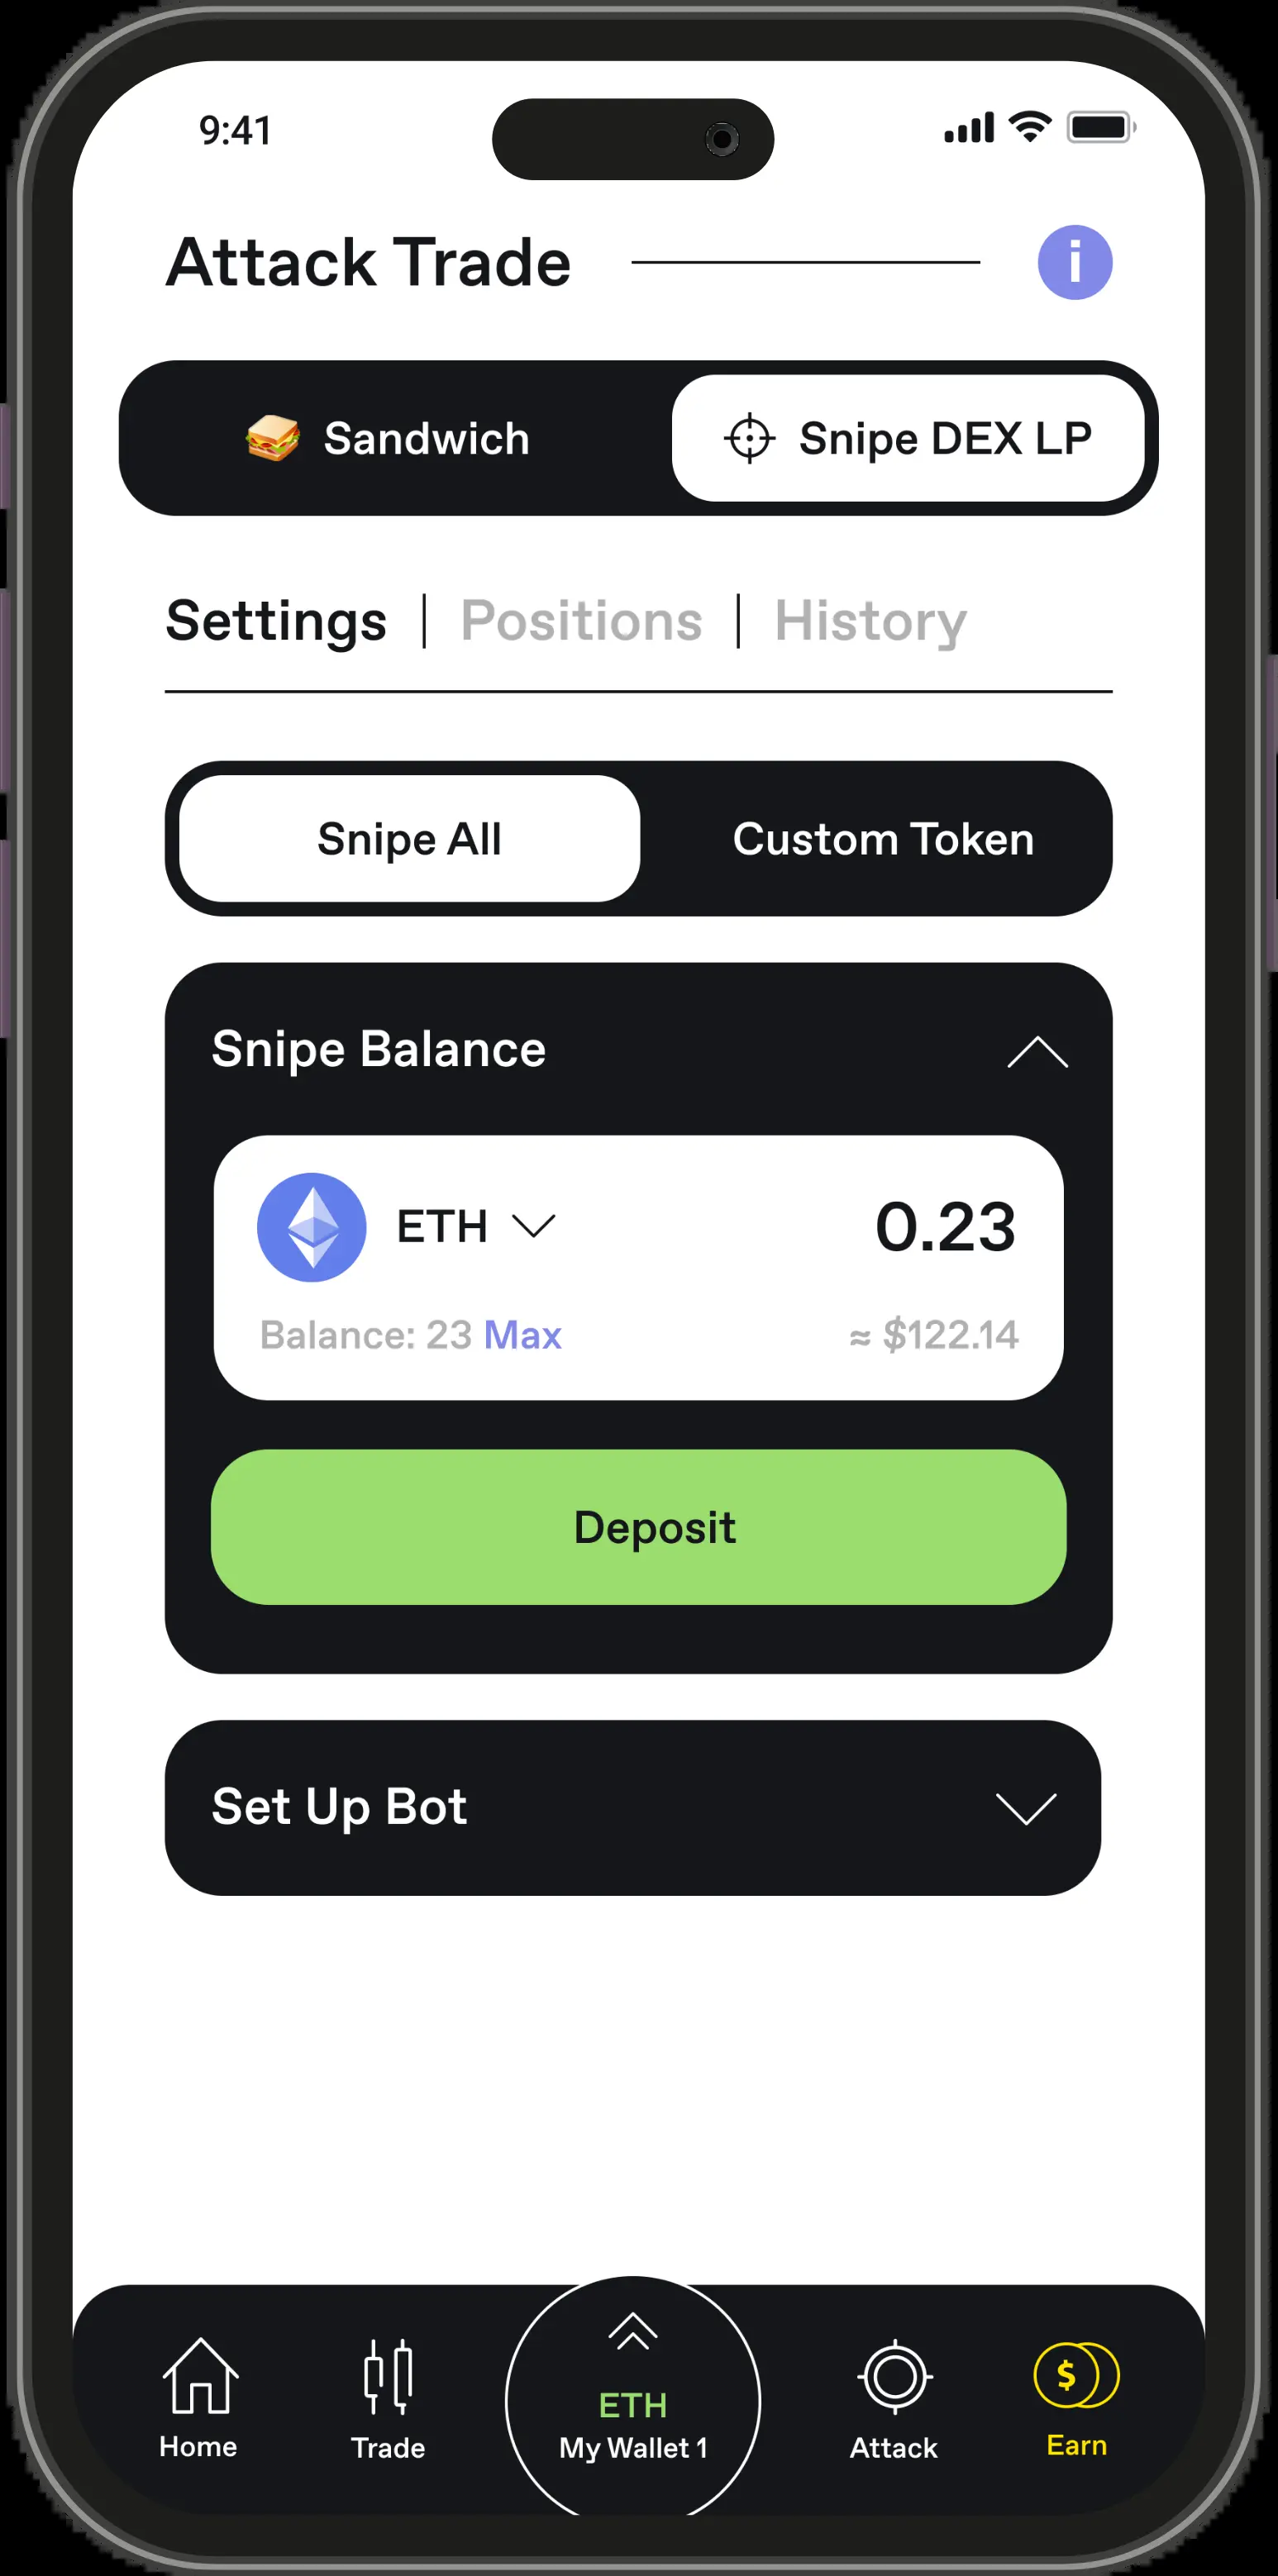 9:41
Attack Trade
i
Sandwich
Snipe DEX LP
Settings | Positions | History
Snipe All
Custom Token
Snipe Balance
ETH
0.23
Balance: 23 Max
≈ $122.14
Deposit
Set Up Bot
Home
Trade
ETH
My Wallet 1
Attack
$
Earn